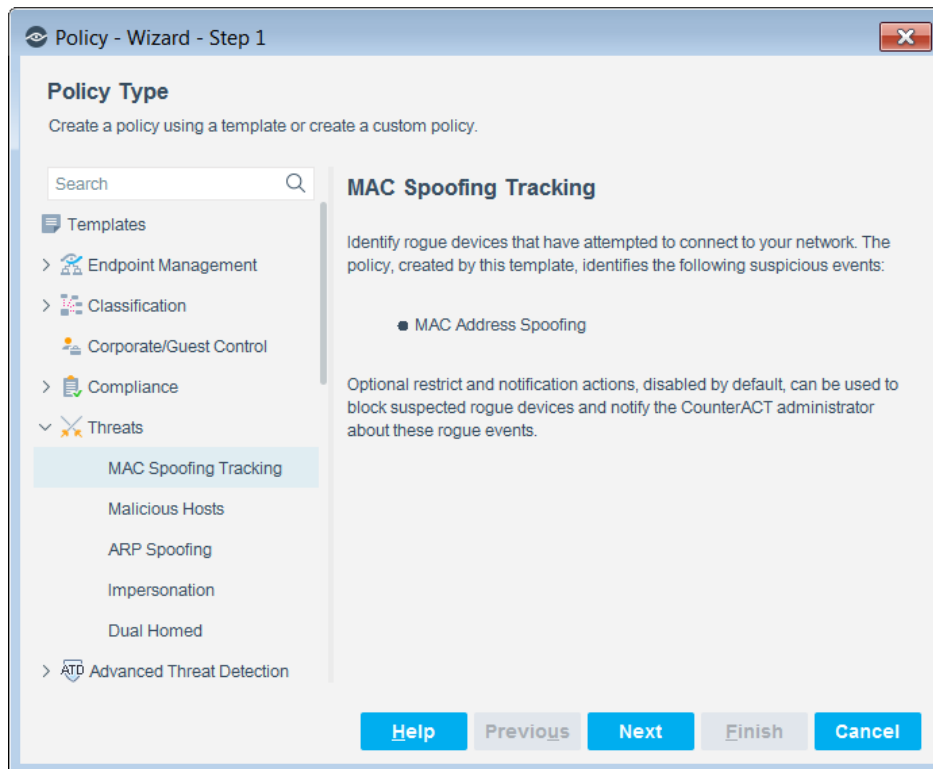 Policy - Wizard - Step 1
Policy Type
Create a policy using a template or create a custom policy.
Search
Templates
Endpoint Management
Classification
Corporate/Guest Control
Compliance
Threats
MAC Spoofing Tracking
Malicious Hosts
ARP Spoofing
Impersonation
Dual Homed
ATD Advanced Threat Detection
MAC Spoofing Tracking
Identify rogue devices that have attempted to connect to your network. The
policy, created by this template, identifies the following suspicious events:
● MAC Address Spoofing
Optional restrict and notification actions, disabled by default, can be used to
block suspected rogue devices and notify the CounterACT administrator
about these rogue events.
Help Previous Next Finish Cancel